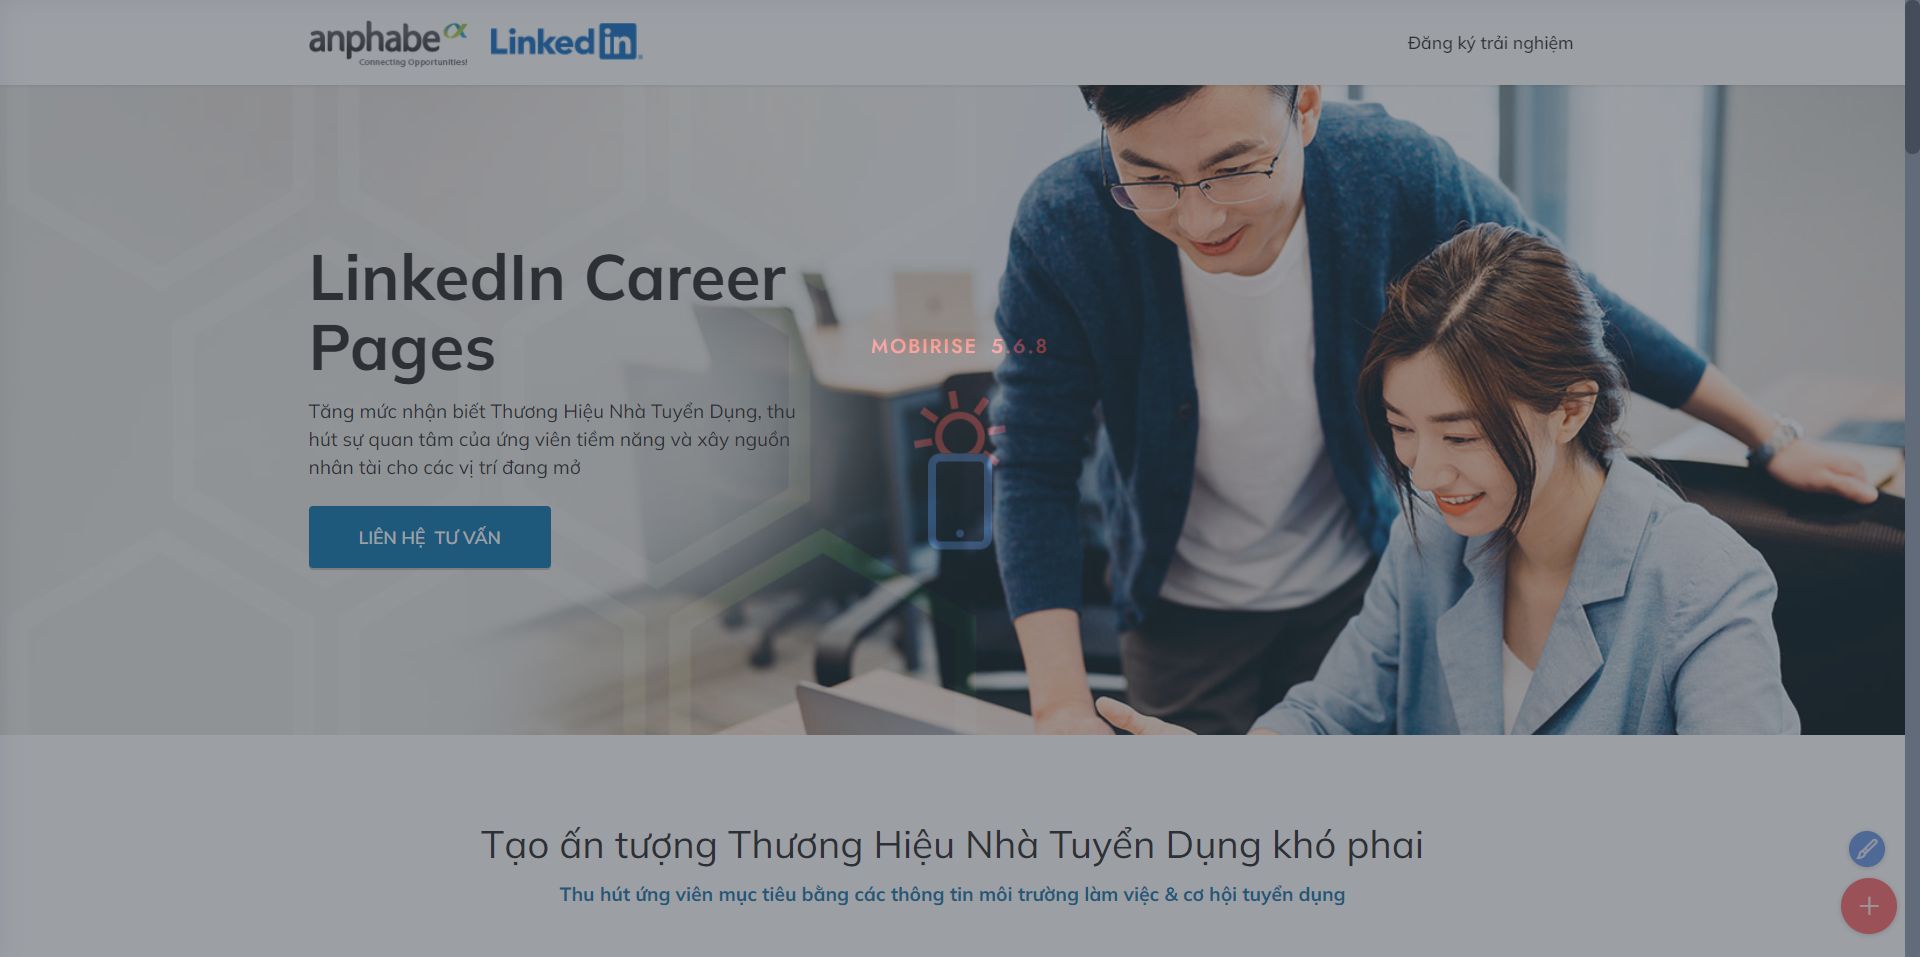 anphabe
Connecting Opportunities!
Linked in
Đăng ký trải nghiệm
LinkedIn Career
Pages
MOBIRISE 5.6.8
Tăng mức nhận biết Thương Hiệu Nhà Tuyển Dụng, thu
hút sự quan tâm của ứng viên tiềm năng và xây nguồn
nhân tài cho các vị trí đang mở
LIÊN HỆ TƯ VẤN
Tạo ấn tượng Thương Hiệu Nhà Tuyển Dụng khó phai
Thu hút ứng viên mục tiêu bằng các thông tin môi trường làm việc & cơ hội tuyển dụng